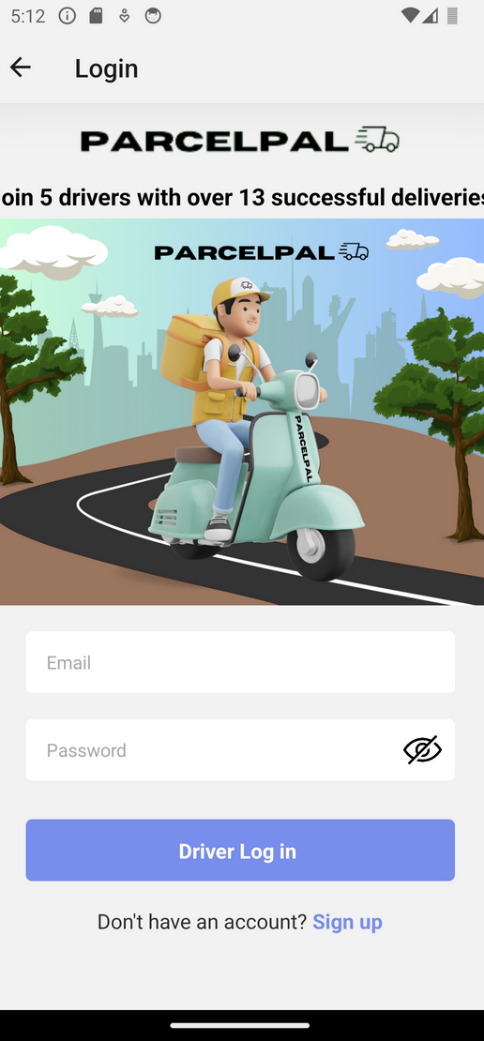 5:12
Login
PARCELPAL
oin 5 drivers with over 13 successful deliveries
PARCELPAL
PARCELPAL
Email
Password
Driver Log in
Don't have an account? Sign up